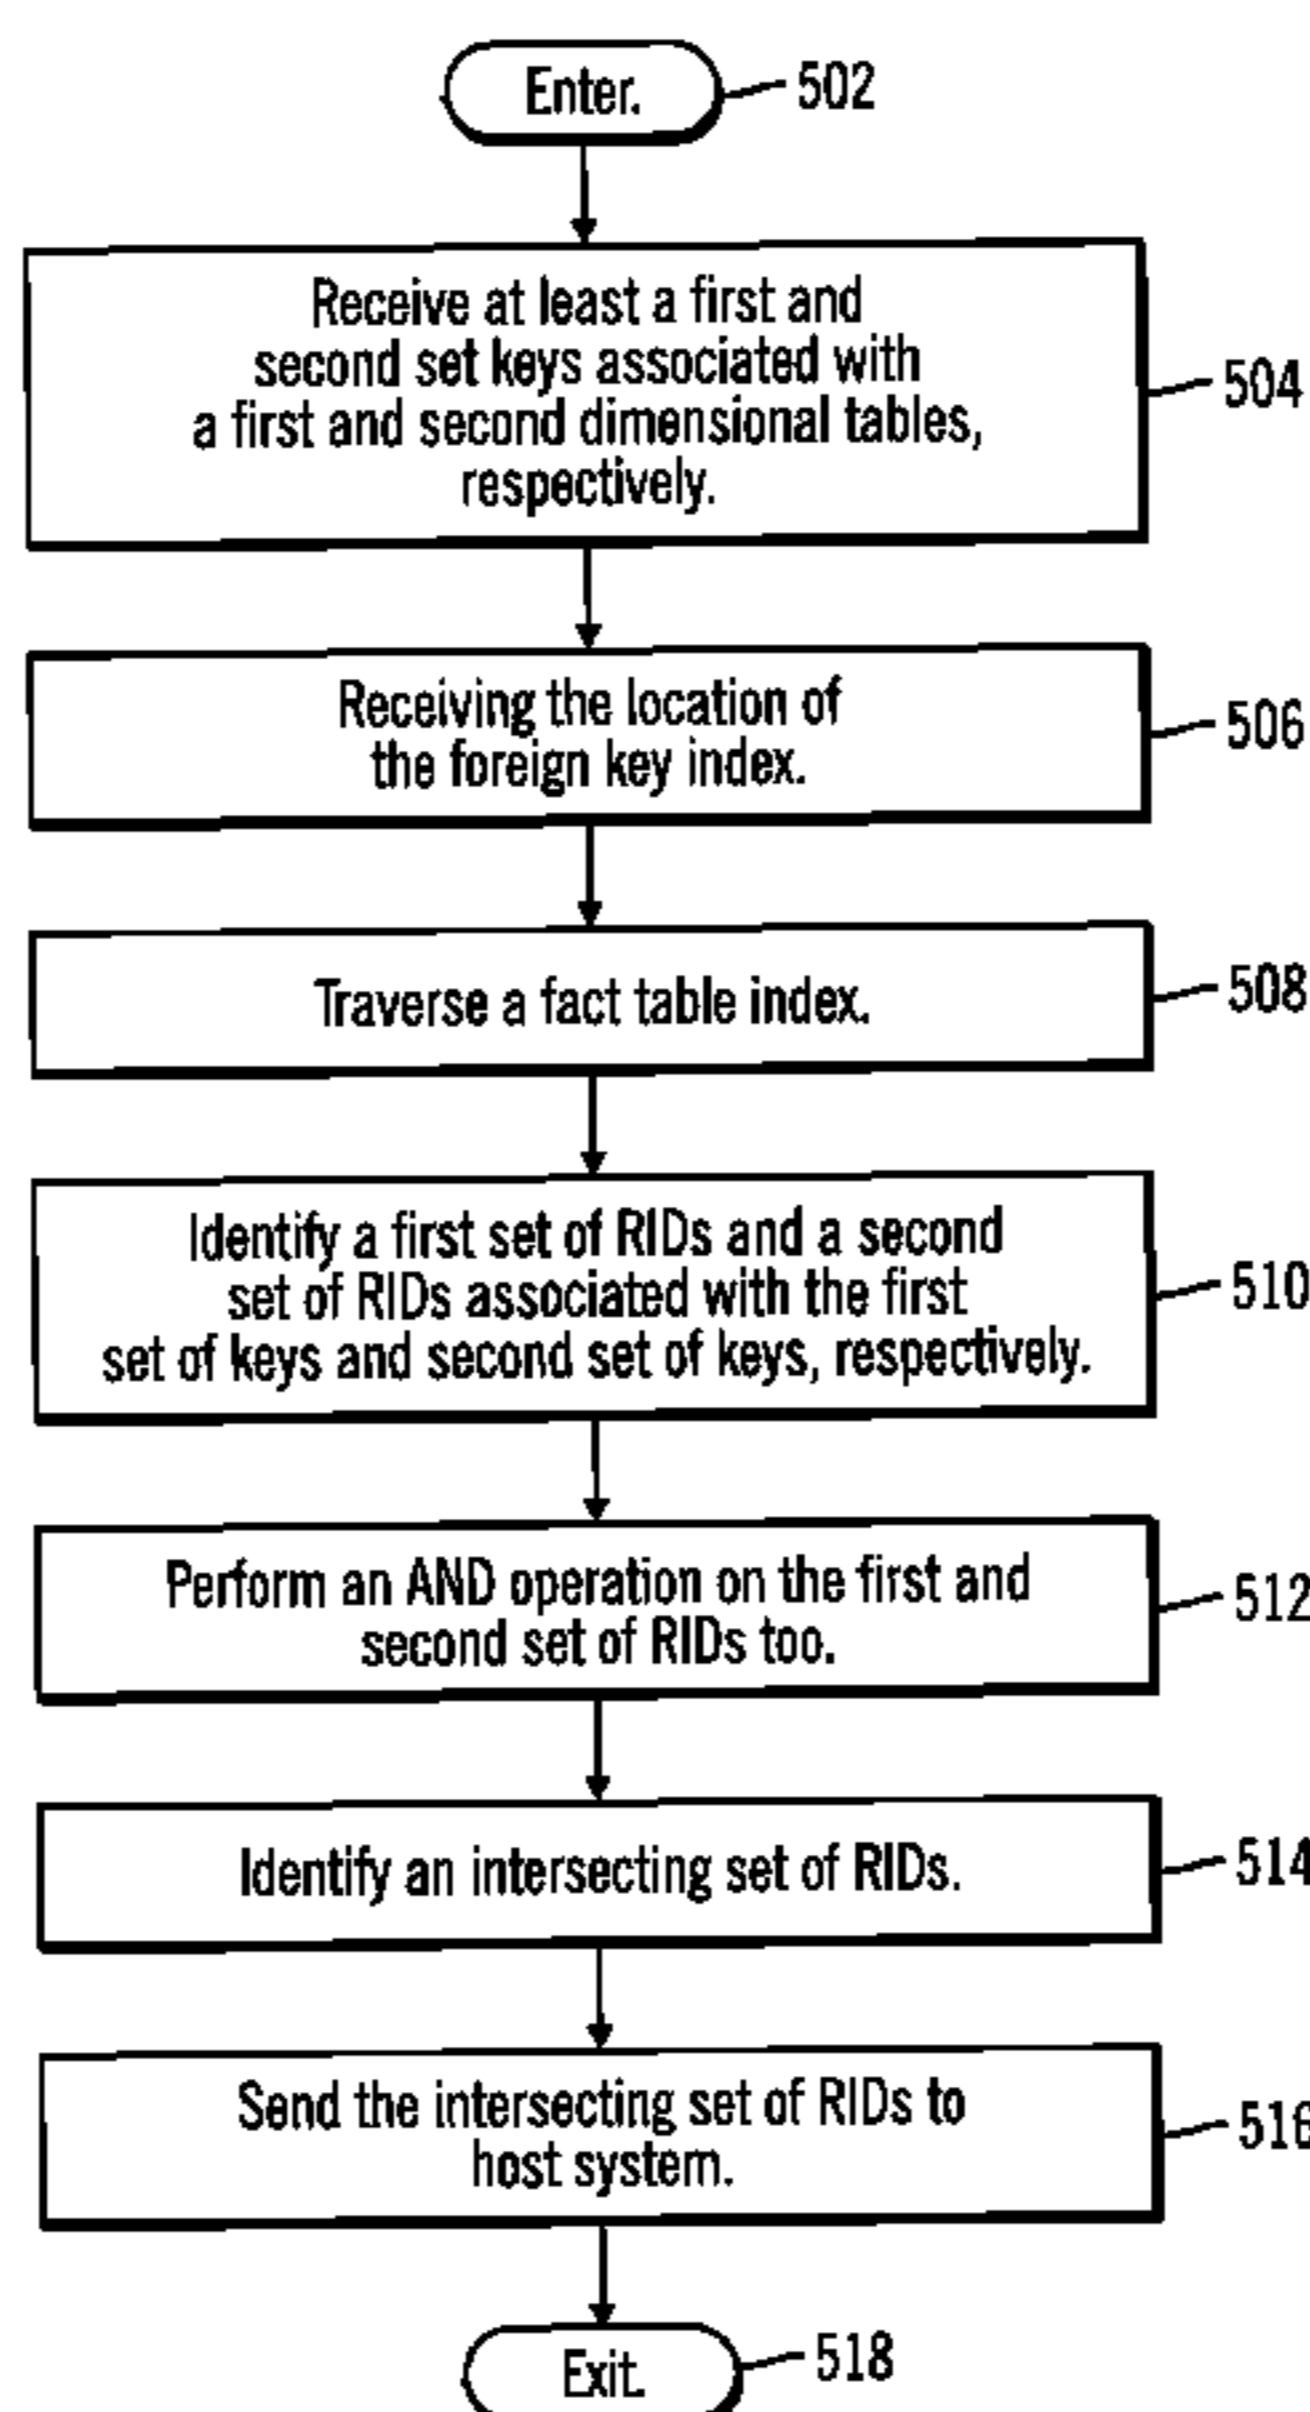 Enter.
502
Receive at least a first and
second set keys associated with
a first and second dimensional tables,
respectively.
504
Receiving the location of
the foreign key index.
506
Traverse a fact table index.
508
Identify a first set of RIDs and a second
set of RIDs associated with the first
set of keys and second set of keys, respectively.
510
Perform an AND operation on the first and
second set of RIDs too.
512
Identify an intersecting set of RIDs.
514
Send the intersecting set of RIDs to
host system.
516
Exit.
518